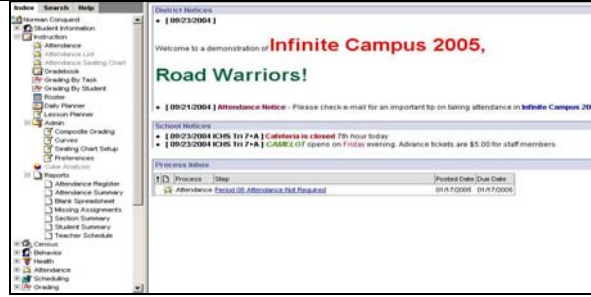 Index Search Help
Norman Conquest
Student Information
Instruction
Attendance
Attendance List
Attendance Seating Chart
Gradebook
Grading By Task
Grading By Student
Roster
Daily Planner
Lesson Planner
Admin
Composite Grading
Curves
Seating Chart Setup
Preferences
Cube Analysis
Reports
Attendance Register
Attendance Summary
Blank Spreadsheet
Missing Assignments
Section Summary
Student Summary
Teacher Schedule
Census
Behavior
Health
Attendance
Scheduling
Grading
District Notices
[ 09/23/2004 ]
Welcome to a demonstration of Infinite Campus 2005,
Road Warriors!
[ 09/21/2004 ] Attendance Notice - Please check e-mail for an important tip on taking attendance in Infinite Campus 20
School Notices
[ 09/23/2004 ICHS Tri 7+A ] Cafeteria is closed 7th hour today.
[ 09/23/2004 ICHS Tri 7+A ] CAMELOT opens on Friday evening. Advance tickets are $5.00 for staff members.
Process Inbox
! Process Step Posted Date Due Date
Attendance Period 08 Attendance Not Required 01/17/2005 01/17/2005